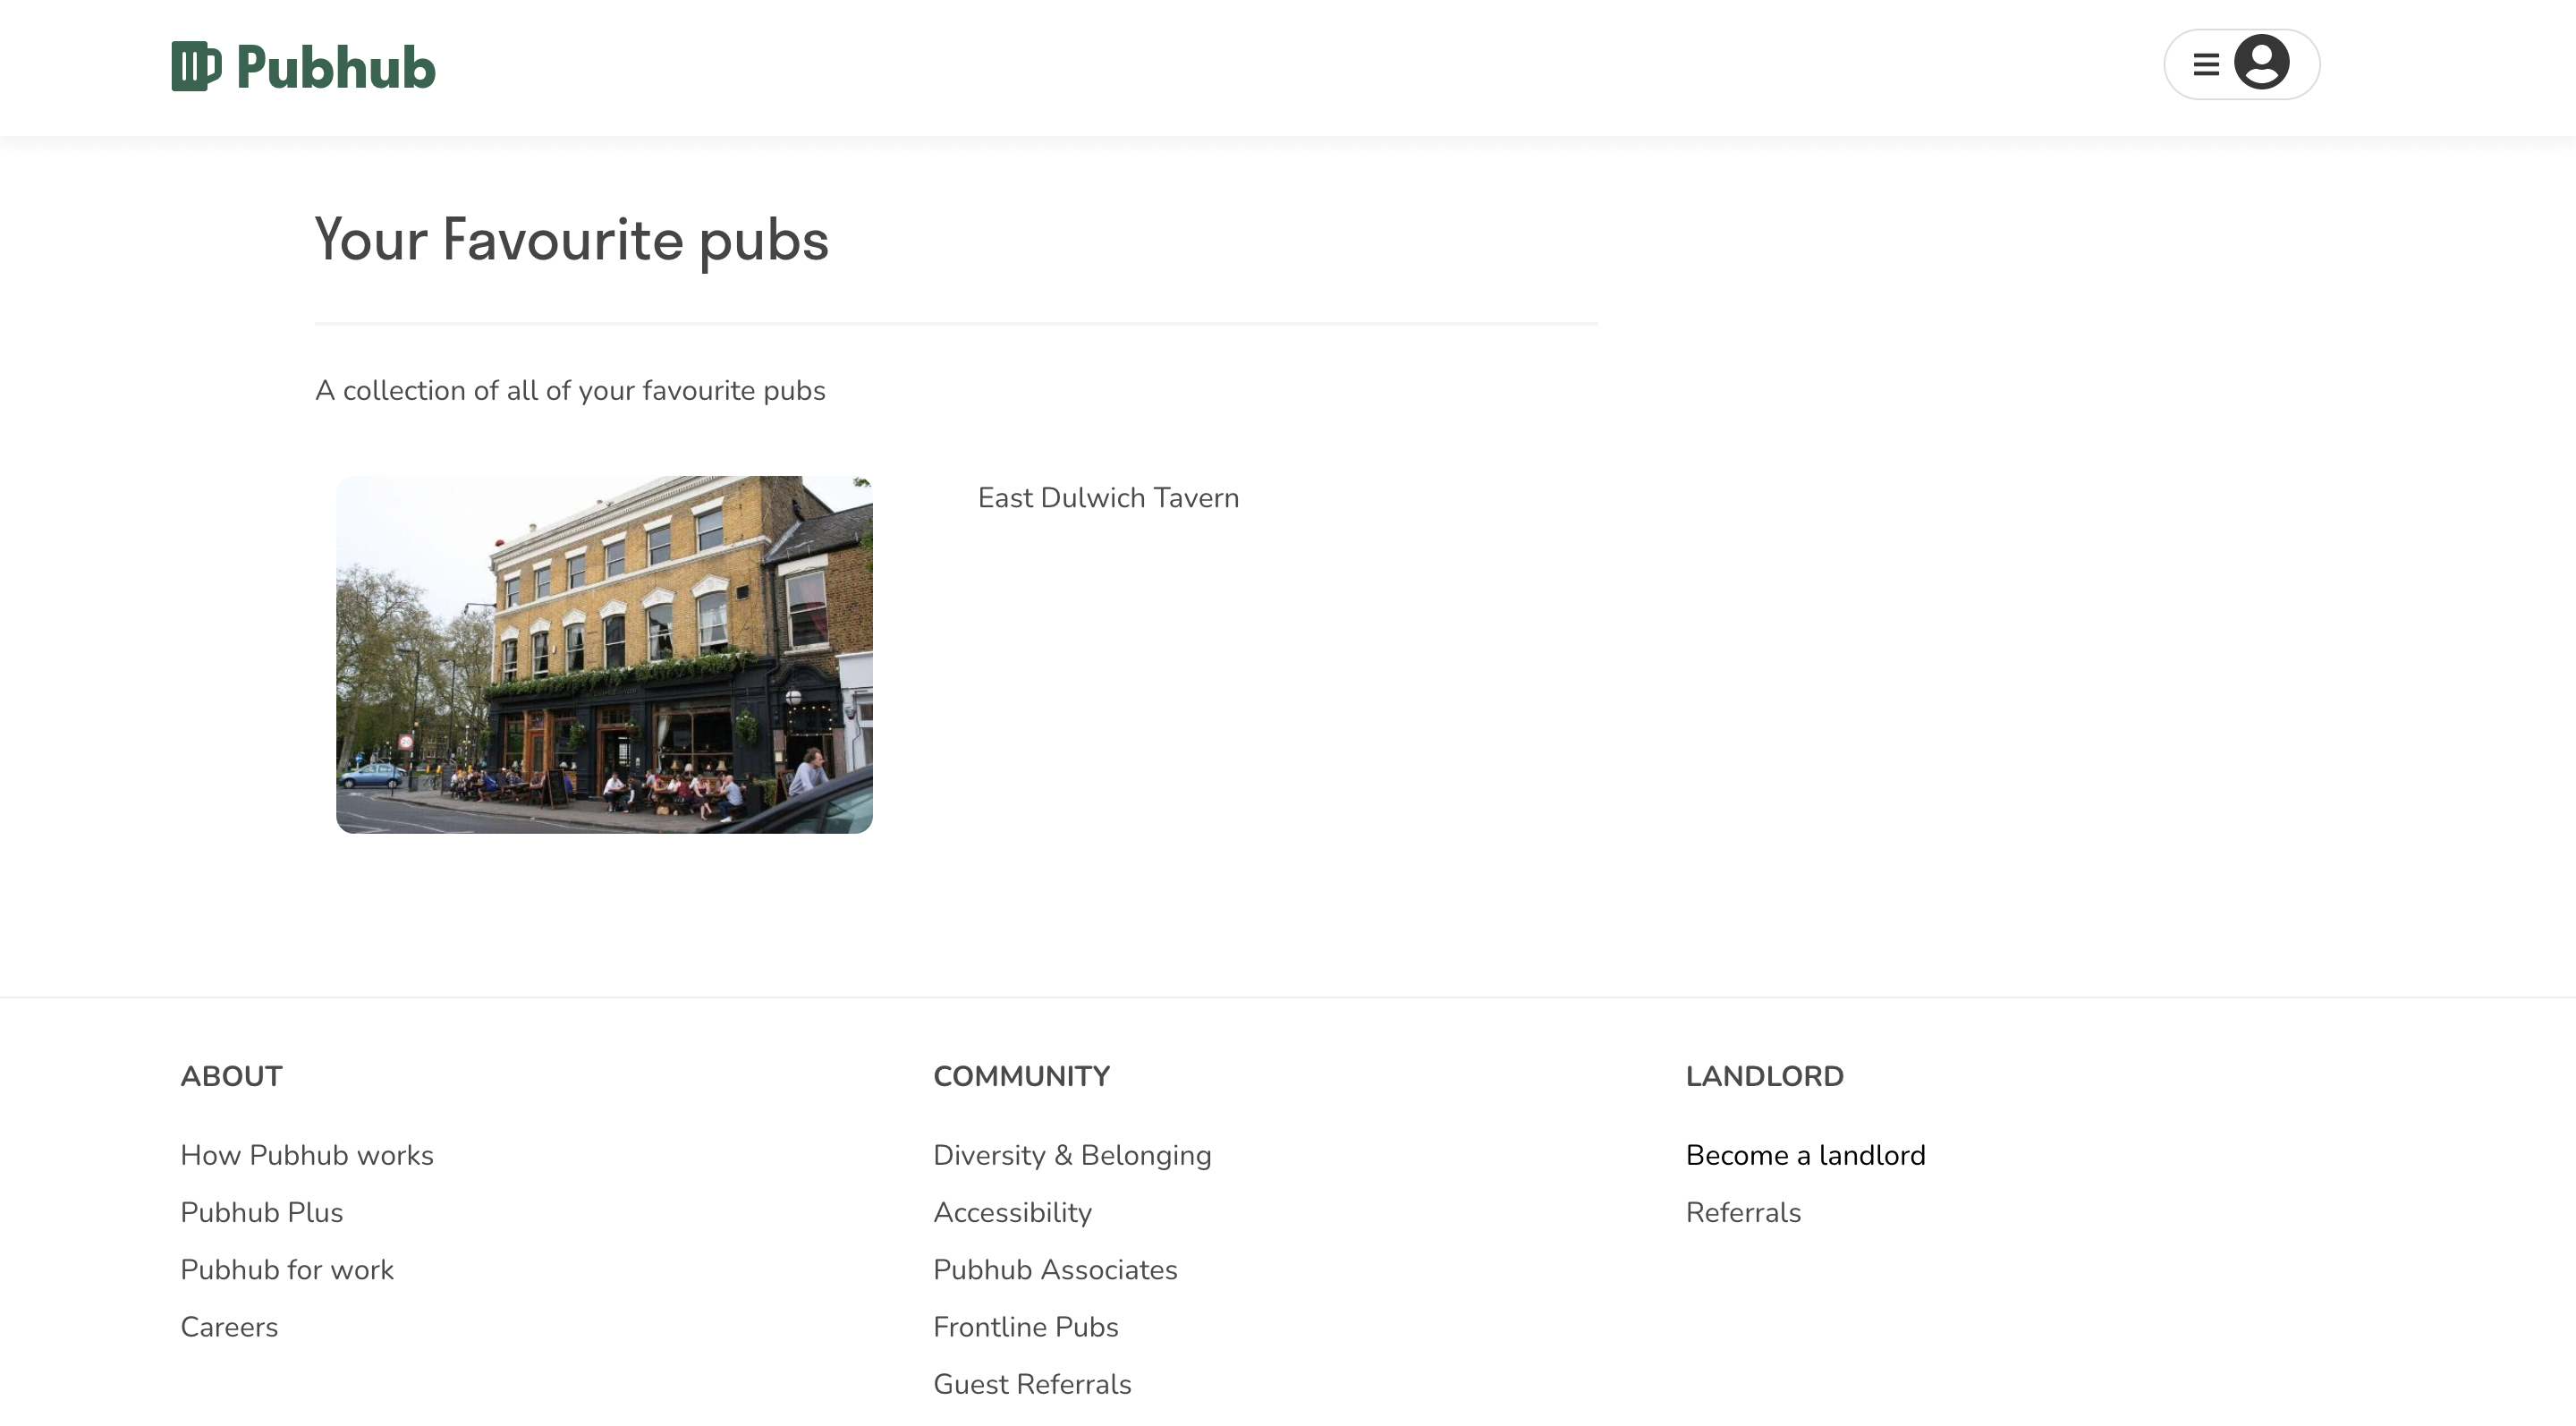 Pubhub
Your Favourite pubs
A collection of all of your favourite pubs
East Dulwich Tavern
ABOUT
How Pubhub works
Pubhub Plus
Pubhub for work
Careers
COMMUNITY
Diversity & Belonging
Accessibility
Pubhub Associates
Frontline Pubs
Guest Referrals
LANDLORD
Become a landlord
Referrals